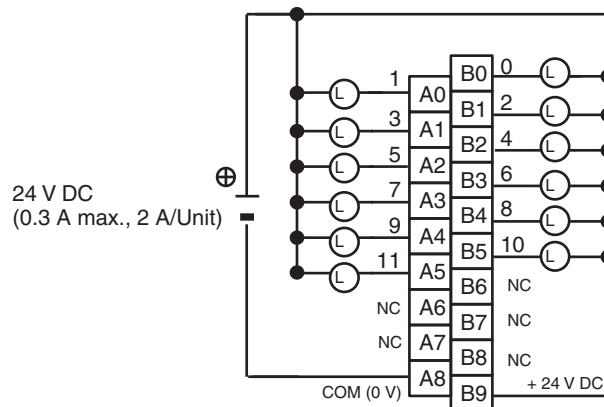 B0 0 L
1 L A0
B1 2 L
3 L A1
B2 4 L
5 L A2
B3 6 L
7 L A3
B4 8 L
9 L A4
B5 10 L
11 L A5
B6 NC
NC A6
B7 NC
NC A7
B8 NC
COM (0 V) A8
B9 + 24 V DC
⊕
24 V DC
(0.3 A max., 2 A/Unit)